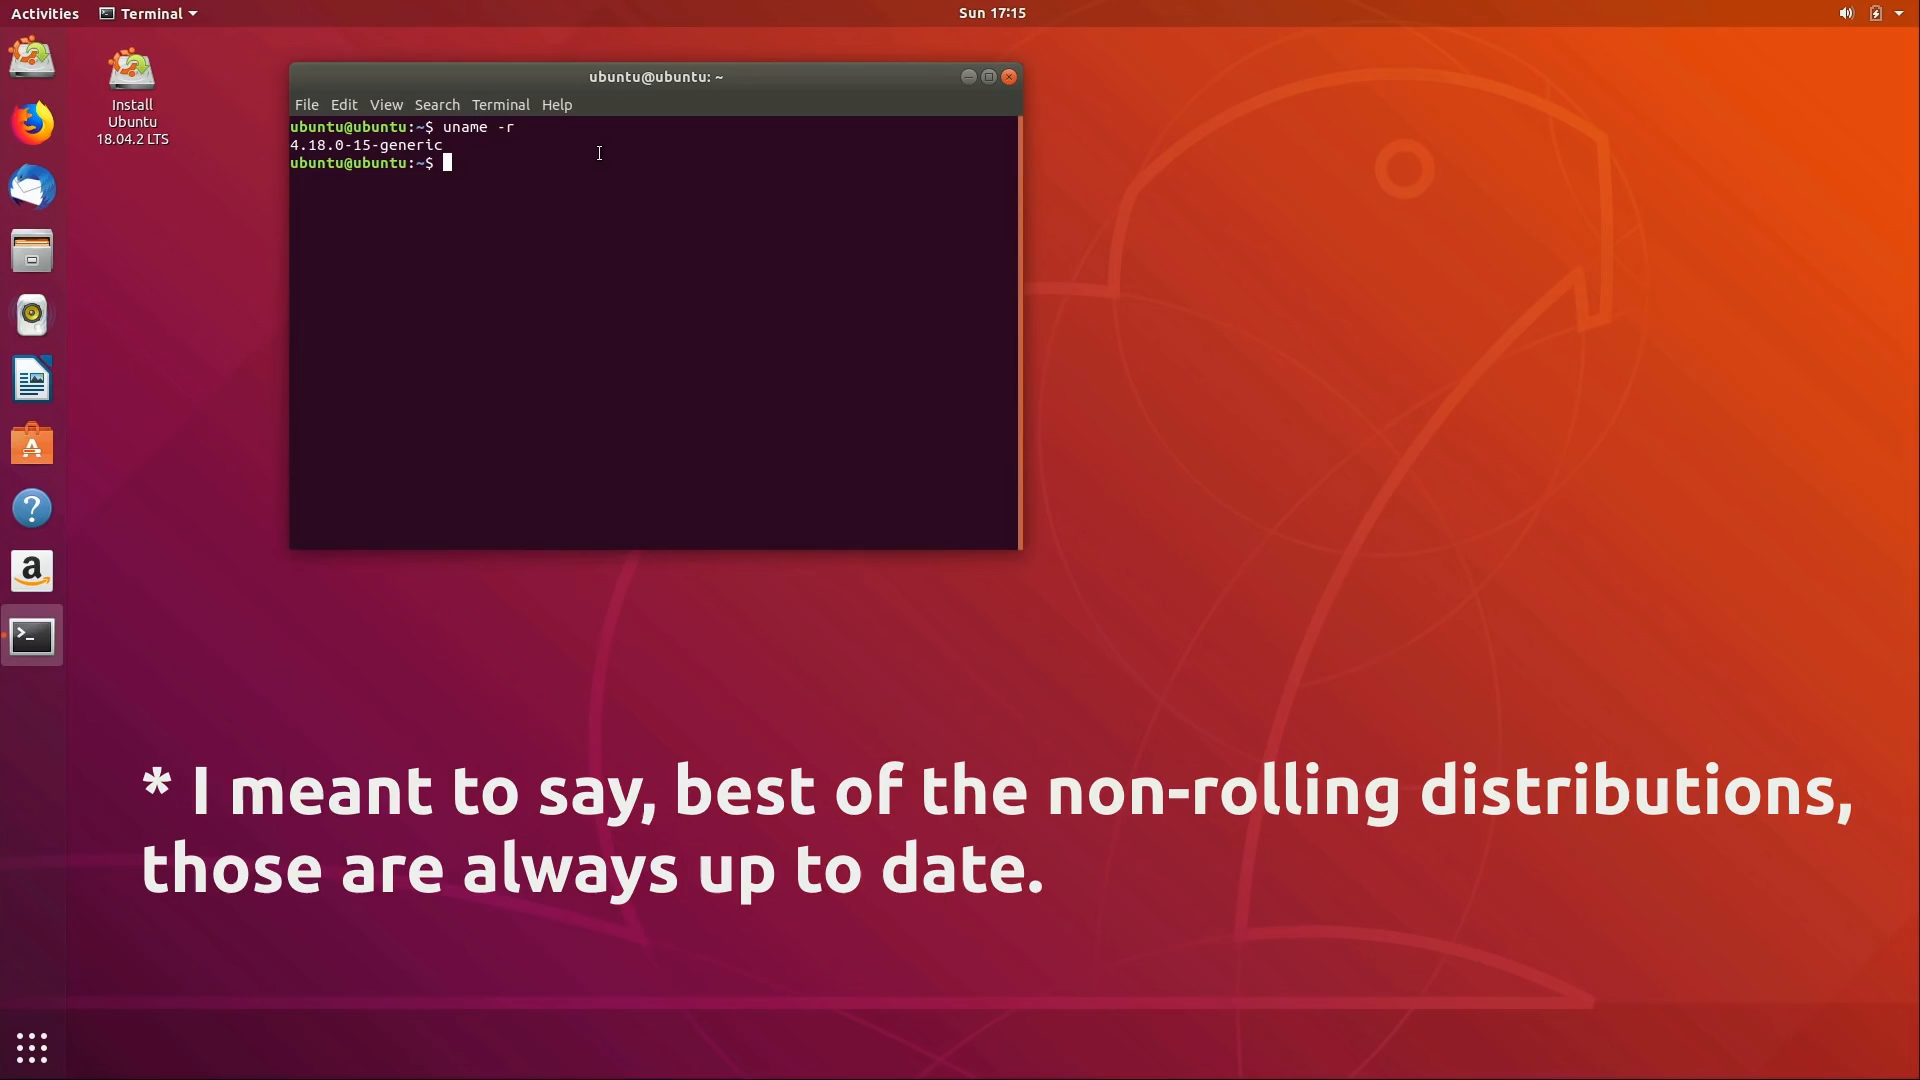 Activities Terminal Sun 17:15
Install
Ubuntu
18.04.2 LTS
ubuntu@ubuntu: ~
File Edit View Search Terminal Help
ubuntu@ubuntu:~$ uname -r
4.18.0-15-generic
ubuntu@ubuntu:~$
* I meant to say, best of the non-rolling distributions,
those are always up to date.